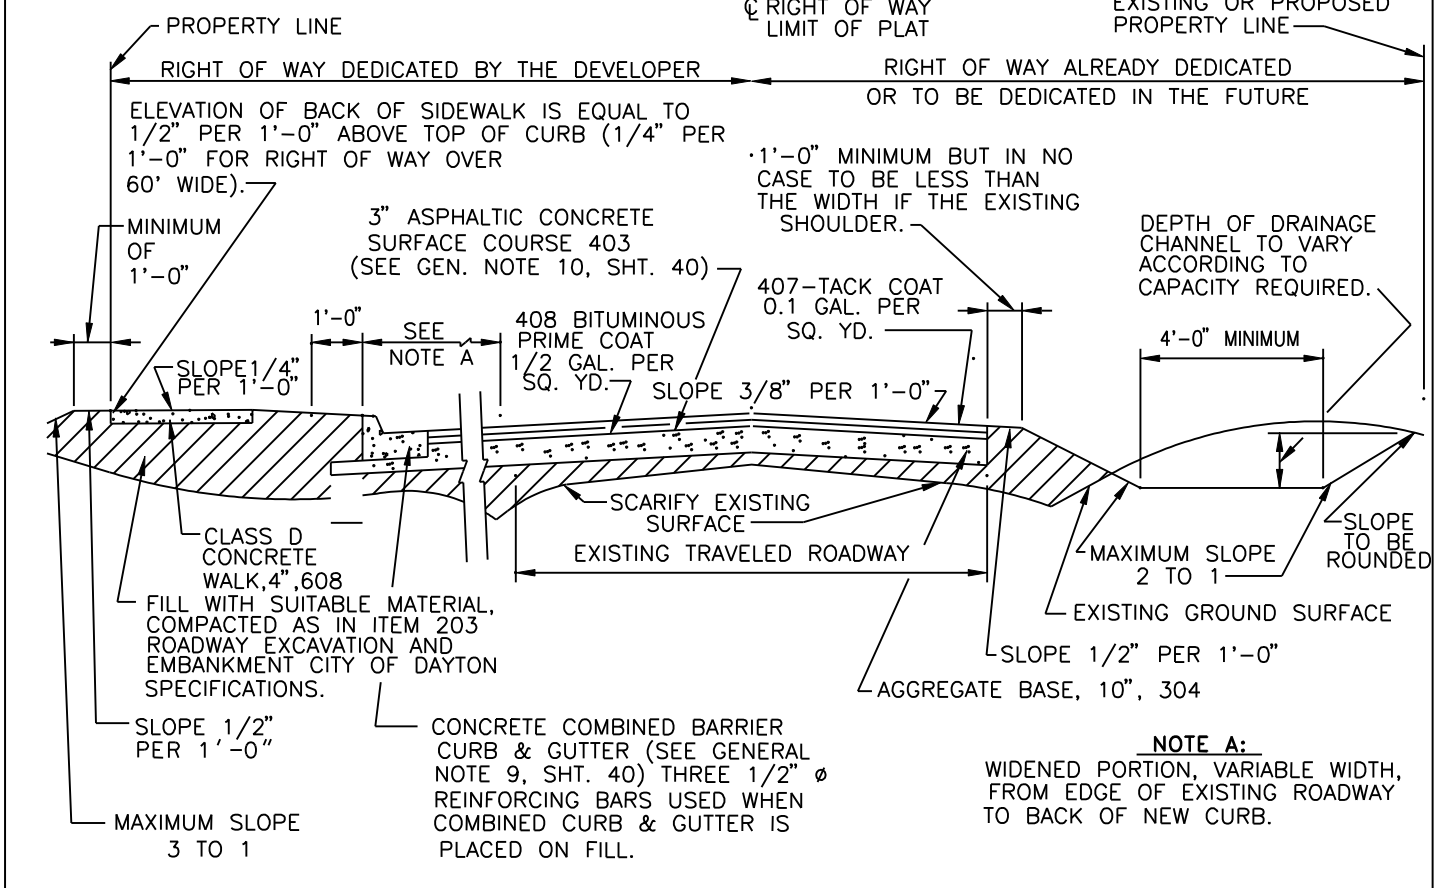 ℄ RIGHT OF WAY
LIMIT OF PLAT
EXISTING OR PROPOSED
PROPERTY LINE
PROPERTY LINE
RIGHT OF WAY DEDICATED BY THE DEVELOPER
RIGHT OF WAY ALREADY DEDICATED
OR TO BE DEDICATED IN THE FUTURE
ELEVATION OF BACK OF SIDEWALK IS EQUAL TO
1/2" PER 1'-0" ABOVE TOP OF CURB (1/4" PER
1'-0" FOR RIGHT OF WAY OVER
60' WIDE).
1'-0" MINIMUM BUT IN NO
CASE TO BE LESS THAN
THE WIDTH IF THE EXISTING
SHOULDER.
MINIMUM
OF
1'-0"
3" ASPHALTIC CONCRETE
SURFACE COURSE 403
(SEE GEN. NOTE 10, SHT. 40)
DEPTH OF DRAINAGE
CHANNEL TO VARY
ACCORDING TO
CAPACITY REQUIRED.
407-TACK COAT
0.1 GAL. PER
SQ. YD.
1'-0"
SEE
NOTE A
408 BITUMINOUS
PRIME COAT
1/2 GAL. PER
SQ. YD.
4'-0" MINIMUM
SLOPE 1/4"
PER 1'-0"
SLOPE 3/8" PER 1'-0"
SCARIFY EXISTING
SURFACE
EXISTING TRAVELED ROADWAY
CLASS D
CONCRETE
WALK,4",608
MAXIMUM SLOPE
2 TO 1
SLOPE
TO BE
ROUNDED
FILL WITH SUITABLE MATERIAL,
COMPACTED AS IN ITEM 203
ROADWAY EXCAVATION AND
EMBANKMENT CITY OF DAYTON
SPECIFICATIONS.
EXISTING GROUND SURFACE
SLOPE 1/2" PER 1'-0"
AGGREGATE BASE, 10", 304
SLOPE 1/2"
PER 1'-0"
CONCRETE COMBINED BARRIER
CURB & GUTTER (SEE GENERAL
NOTE 9, SHT. 40) THREE 1/2" ø
REINFORCING BARS USED WHEN
COMBINED CURB & GUTTER IS
PLACED ON FILL.
NOTE A:
WIDENED PORTION, VARIABLE WIDTH,
FROM EDGE OF EXISTING ROADWAY
TO BACK OF NEW CURB.
MAXIMUM SLOPE
3 TO 1